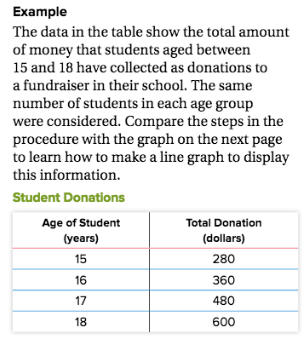 Example
The data in the table show the total amount
of money that students aged between
15 and 18 have collected as donations to
a fundraiser in their school. The same
number of students in each age group
were considered. Compare the steps in the
procedure with the graph on the next page
to learn how to make a line graph to display
this information.
Student Donations
Age of Student Total Donation
(years) (dollars)
15 280
16 360
17 480
18 600